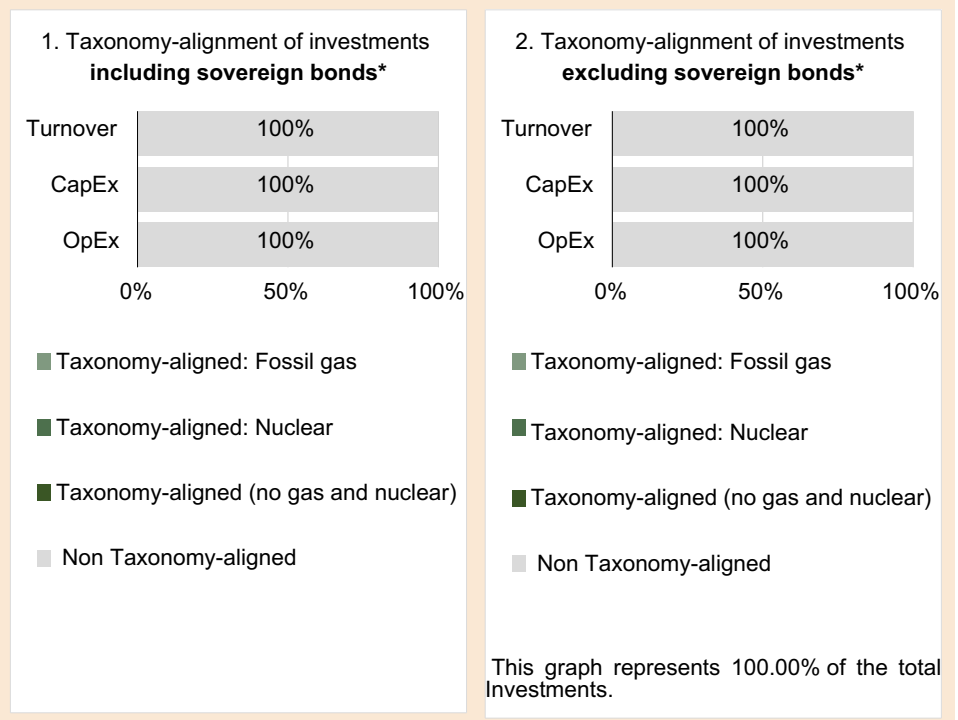 1. Taxonomy-alignment of investments
including sovereign bonds*
Turnover 100%
CapEx 100%
OpEx 100%
0% 50% 100%
Taxonomy-aligned: Fossil gas
Taxonomy-aligned: Nuclear
Taxonomy-aligned (no gas and nuclear)
Non Taxonomy-aligned
2. Taxonomy-alignment of investments
excluding sovereign bonds*
Turnover 100%
CapEx 100%
OpEx 100%
0% 50% 100%
Taxonomy-aligned: Fossil gas
Taxonomy-aligned: Nuclear
Taxonomy-aligned (no gas and nuclear)
Non Taxonomy-aligned
This graph represents 100.00% of the total
Investments.